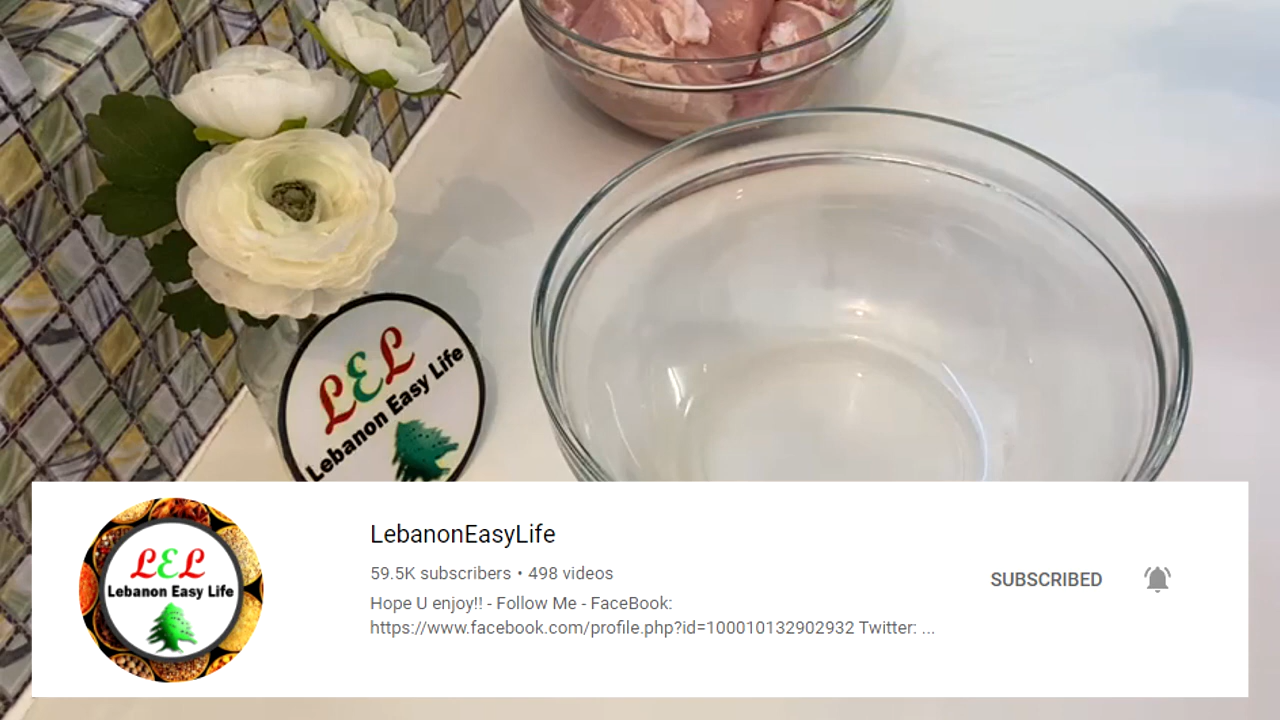 LEL
Lebanon Easy Life
LEL
Lebanon Easy Life
LebanonEasyLife
59.5K subscribers • 498 videos
Hope U enjoy!! - Follow Me - FaceBook:
https://www.facebook.com/profile.php?id=100010132902932 Twitter: ...
SUBSCRIBED